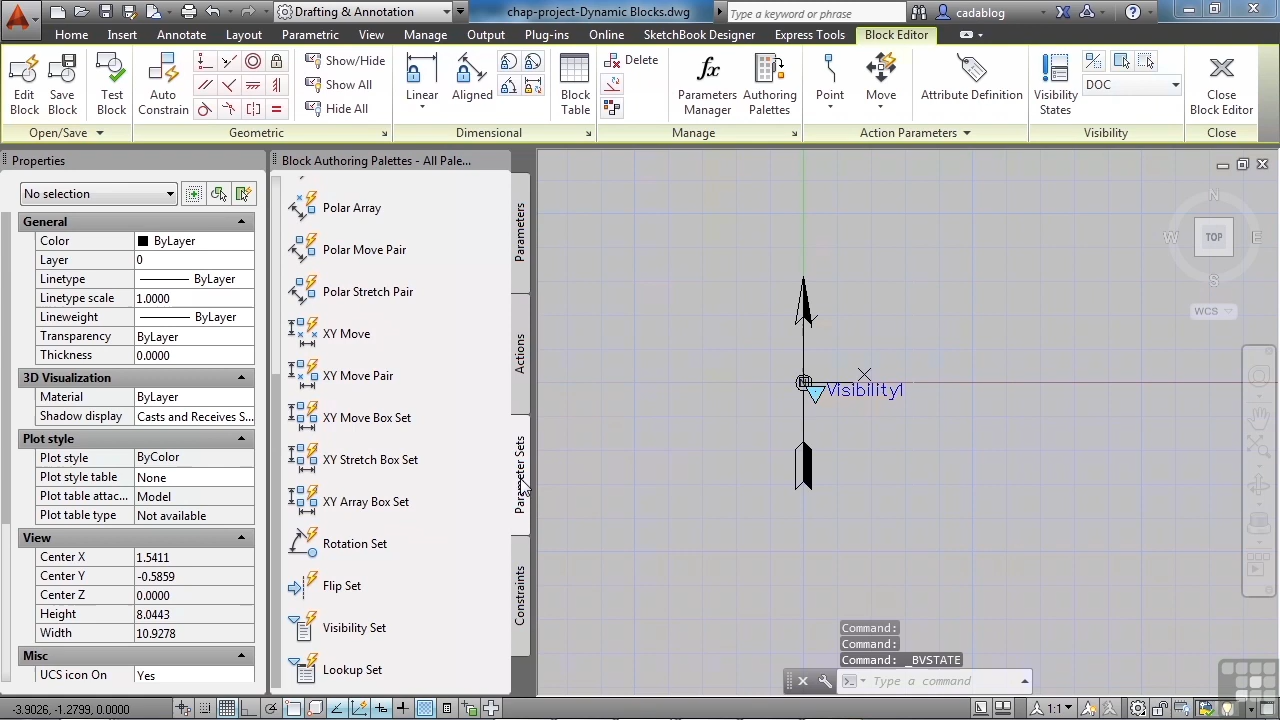 Drafting & Annotation
chap-project-Dynamic Blocks.dwg
Type a keyword or phrase
cadablog
Home Insert Annotate Layout Parametric View Manage Output Plug-ins Online SketchBook Designer Express Tools Block Editor
Edit Block
Save Block
Test Block
Auto Constrain
Show/Hide
Show All
Hide All
Linear
Aligned
Block Table
Delete
Parameters Manager
Authoring Palettes
Point
Move
Attribute Definition
Visibility States
DOC
Close Block Editor
Open/Save Geometric Dimensional Manage Action Parameters Visibility Close
Properties
No selection
General
Color ByLayer
Layer 0
Linetype ByLayer
Linetype scale 1.0000
Lineweight ByLayer
Transparency ByLayer
Thickness 0.0000
3D Visualization
Material ByLayer
Shadow display Casts and Receives S...
Plot style
Plot style ByColor
Plot style table None
Plot table attac... Model
Plot table type Not available
View
Center X 1.5411
Center Y -0.5859
Center Z 0.0000
Height 8.0443
Width 10.9278
Misc
UCS icon On Yes
Block Authoring Palettes - All Pale...
Polar Array
Polar Move Pair
Polar Stretch Pair
XY Move
XY Move Pair
XY Move Box Set
XY Stretch Box Set
XY Array Box Set
Rotation Set
Flip Set
Visibility Set
Lookup Set
Parameters
Actions
Parameter Sets
Constraints
Visibility1
N
W TOP E
S
WCS
Command:
Command:
Command: _BVSTATE
Type a command
-3.9026, -1.2799, 0.0000
1:1